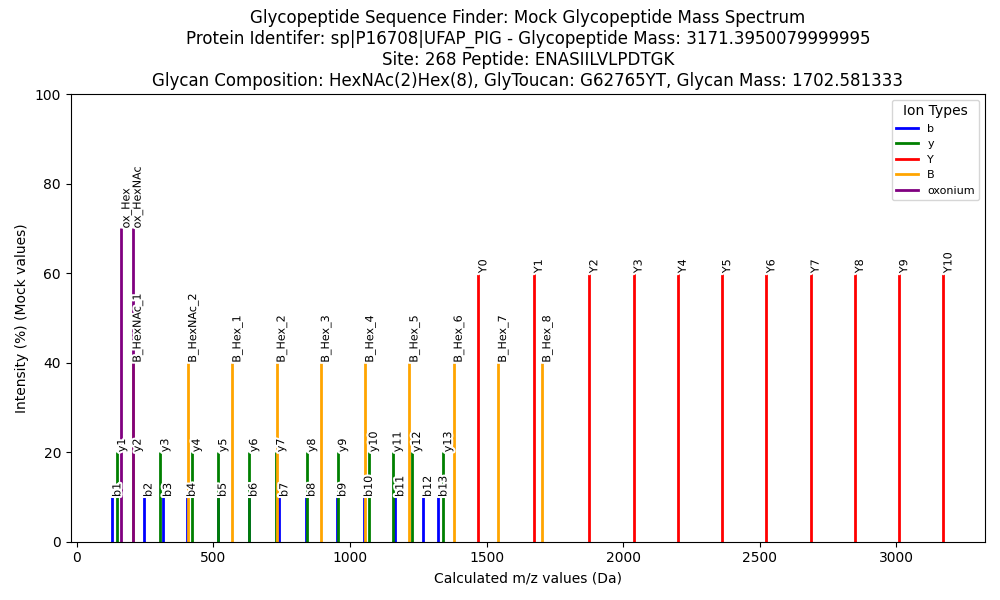 Glycopeptide Sequence Finder: Mock Glycopeptide Mass Spectrum
Protein Identifer: sp|P16708|UFAP_PIG - Glycopeptide Mass: 3171.3950079999995
Site: 268 Peptide: ENASIILVLPDTGK
Glycan Composition: HexNAc(2)Hex(8), GlyToucan: G62765YT, Glycan Mass: 1702.581333
Intensity (%) (Mock values)
100
80
60
40
20
0
Ion Types
b
y
Y
B
oxonium
ox_Hex
ox_HexNAc
Y0
Y1
Y2
Y3
Y4
Y5
Y6
Y7
Y8
Y9
Y10
B_HexNAc_1
B_HexNAc_2
B_Hex_1
B_Hex_2
B_Hex_3
B_Hex_4
B_Hex_5
B_Hex_6
B_Hex_7
B_Hex_8
y1
y2
y3
y4
y5
y6
y7
y8
y9
y10
y11
y12
y13
b1
b2
b3
b4
b5
b6
b7
b8
b9
b10
b11
b12
b13
0
500
1000
1500
2000
2500
3000
Calculated m/z values (Da)